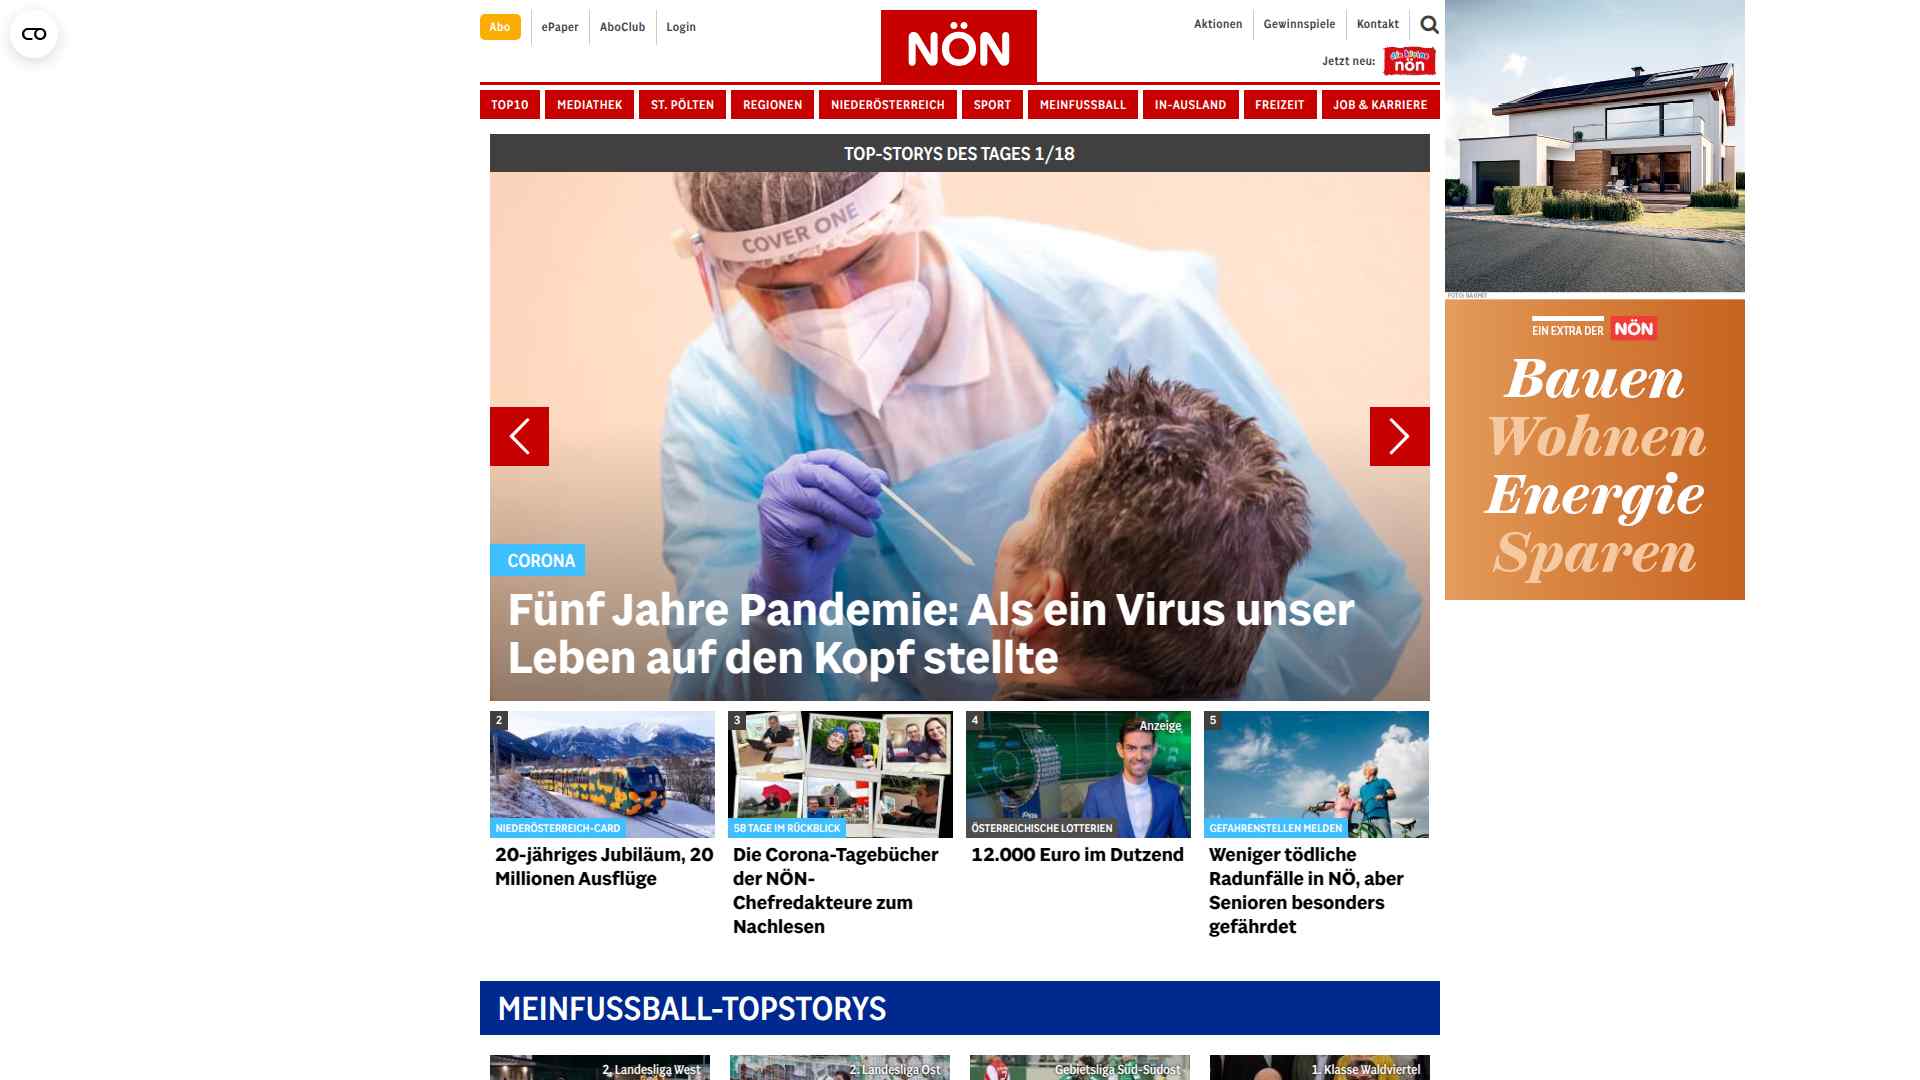 Abo
ePaper
AboClub
Login
NÖN
Aktionen
Gewinnspiele
Kontakt
Jetzt neu:
die kleine
nön
TOP10
MEDIATHEK
ST. PÖLTEN
REGIONEN
NIEDERÖSTERREICH
SPORT
MEINFUSSBALL
IN-AUSLAND
FREIZEIT
JOB & KARRIERE
TOP-STORYS DES TAGES 1/18
COVER ONE
CORONA
Fünf Jahre Pandemie: Als ein Virus unser
Leben auf den Kopf stellte
2
NIEDERÖSTERREICH-CARD
20-jähriges Jubiläum, 20
Millionen Ausflüge
3
58 TAGE IM RÜCKBLICK
Die Corona-Tagebücher
der NÖN-
Chefredakteure zum
Nachlesen
4
Anzeige
ÖSTERREICHISCHE LOTTERIEN
12.000 Euro im Dutzend
5
GEFAHRENSTELLEN MELDEN
Weniger tödliche
Radunfälle in NÖ, aber
Senioren besonders
gefährdet
MEINFUSSBALL-TOPSTORYS
2. Landesliga West
2. Landesliga Ost
Gebietsliga Süd-Südost
1. Klasse Waldviertel
FOTO: BAUMIT
EIN EXTRA DER NÖN
Bauen
Wohnen
Energie
Sparen